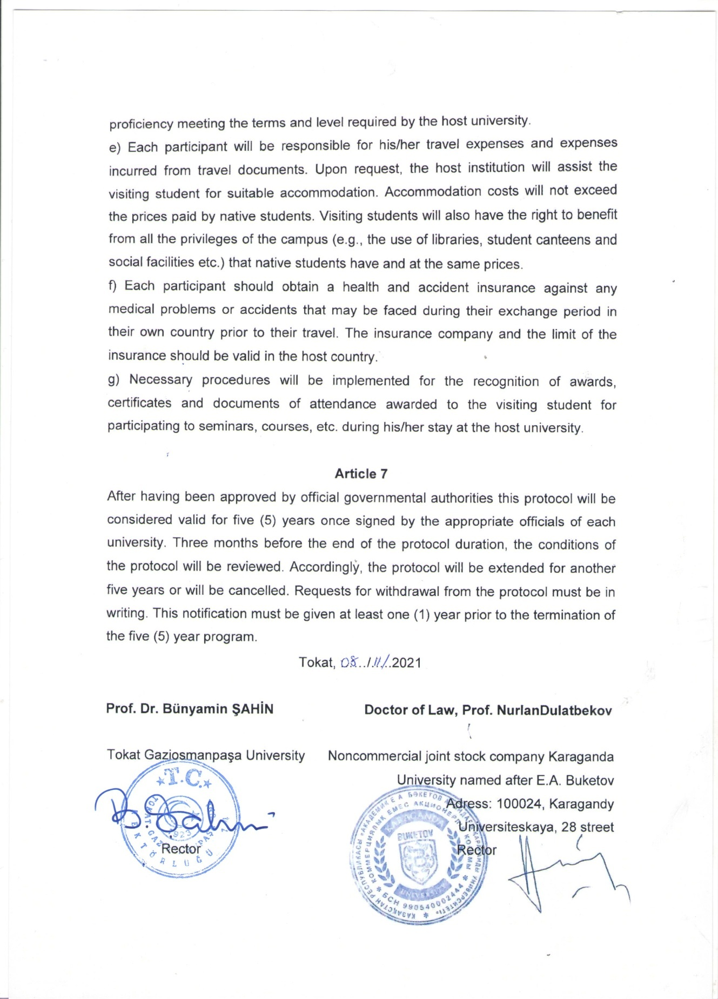 proficiency meeting the terms and level required by the host university.
e) Each participant will be responsible for his/her travel expenses and expenses
incurred from travel documents. Upon request, the host institution will assist the
visiting student for suitable accommodation. Accommodation costs will not exceed
the prices paid by native students. Visiting students will also have the right to benefit
from all the privileges of the campus (e.g., the use of libraries, student canteens and
social facilities etc.) that native students have and at the same prices.
f) Each participant should obtain a health and accident insurance against any
medical problems or accidents that may be faced during their exchange period in
their own country prior to their travel. The insurance company and the limit of the
insurance should be valid in the host country.
g) Necessary procedures will be implemented for the recognition of awards,
certificates and documents of attendance awarded to the visiting student for
participating to seminars, courses, etc. during his/her stay at the host university.
Article 7
After having been approved by official governmental authorities this protocol will be
considered valid for five (5) years once signed by the appropriate officials of each
university. Three months before the end of the protocol duration, the conditions of
the protocol will be reviewed. Accordingly, the protocol will be extended for another
five years or will be cancelled. Requests for withdrawal from the protocol must be in
writing. This notification must be given at least one (1) year prior to the termination of
the five (5) year program.
Tokat, 08../.11/..2021
Prof. Dr. Bünyamin ŞAHİN
Doctor of Law, Prof. NurlanDulatbekov
Tokat Gaziosmanpaşa University
Noncommercial joint stock company Karaganda
University named after E.A. Buketov
Adress: 100024, Karagandy
Universiteskaya, 28 street
Rector
Rector
T.C.
B. Şahin
KARAGANDA
BUKETOV
UNIVERSITY
БСН 990540002444
ҚАЗАҚСТАН РЕСПУБЛИКАСЫ